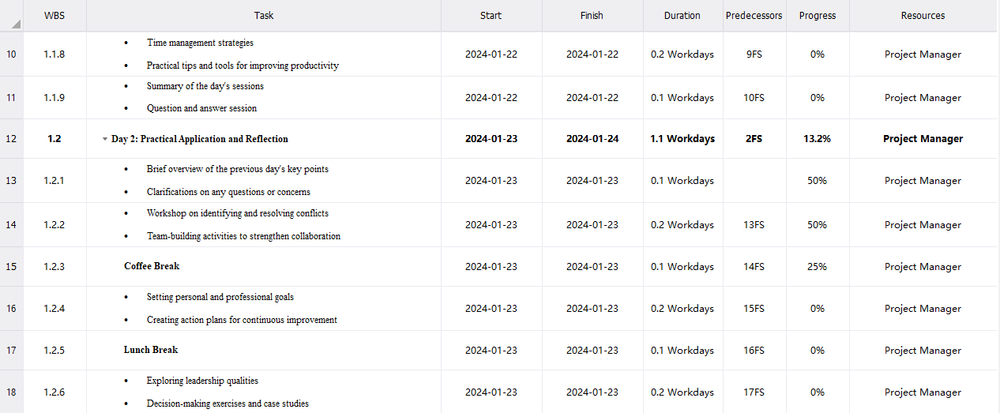 WBS Task Start Finish Duration Predecessors Progress Resources
• Time management strategies
10 1.1.8 2024-01-22 2024-01-22 0.2 Workdays 9FS 0% Project Manager
• Practical tips and tools for improving productivity
• Summary of the day's sessions
11 1.1.9 2024-01-22 2024-01-22 0.1 Workdays 10FS 0% Project Manager
• Question and answer session
12 1.2 Day 2: Practical Application and Reflection 2024-01-23 2024-01-24 1.1 Workdays 2FS 13.2% Project Manager
• Brief overview of the previous day's key points
13 1.2.1 2024-01-23 2024-01-23 0.1 Workdays 50% Project Manager
• Clarifications on any questions or concerns
• Workshop on identifying and resolving conflicts
14 1.2.2 2024-01-23 2024-01-23 0.2 Workdays 13FS 50% Project Manager
• Team-building activities to strengthen collaboration
15 1.2.3 Coffee Break 2024-01-23 2024-01-23 0.1 Workdays 14FS 25% Project Manager
• Setting personal and professional goals
16 1.2.4 2024-01-23 2024-01-23 0.2 Workdays 15FS 0% Project Manager
• Creating action plans for continuous improvement
17 1.2.5 Lunch Break 2024-01-23 2024-01-23 0.1 Workdays 16FS 0% Project Manager
• Exploring leadership qualities
18 1.2.6 2024-01-23 2024-01-23 0.2 Workdays 17FS 0% Project Manager
• Decision-making exercises and case studies